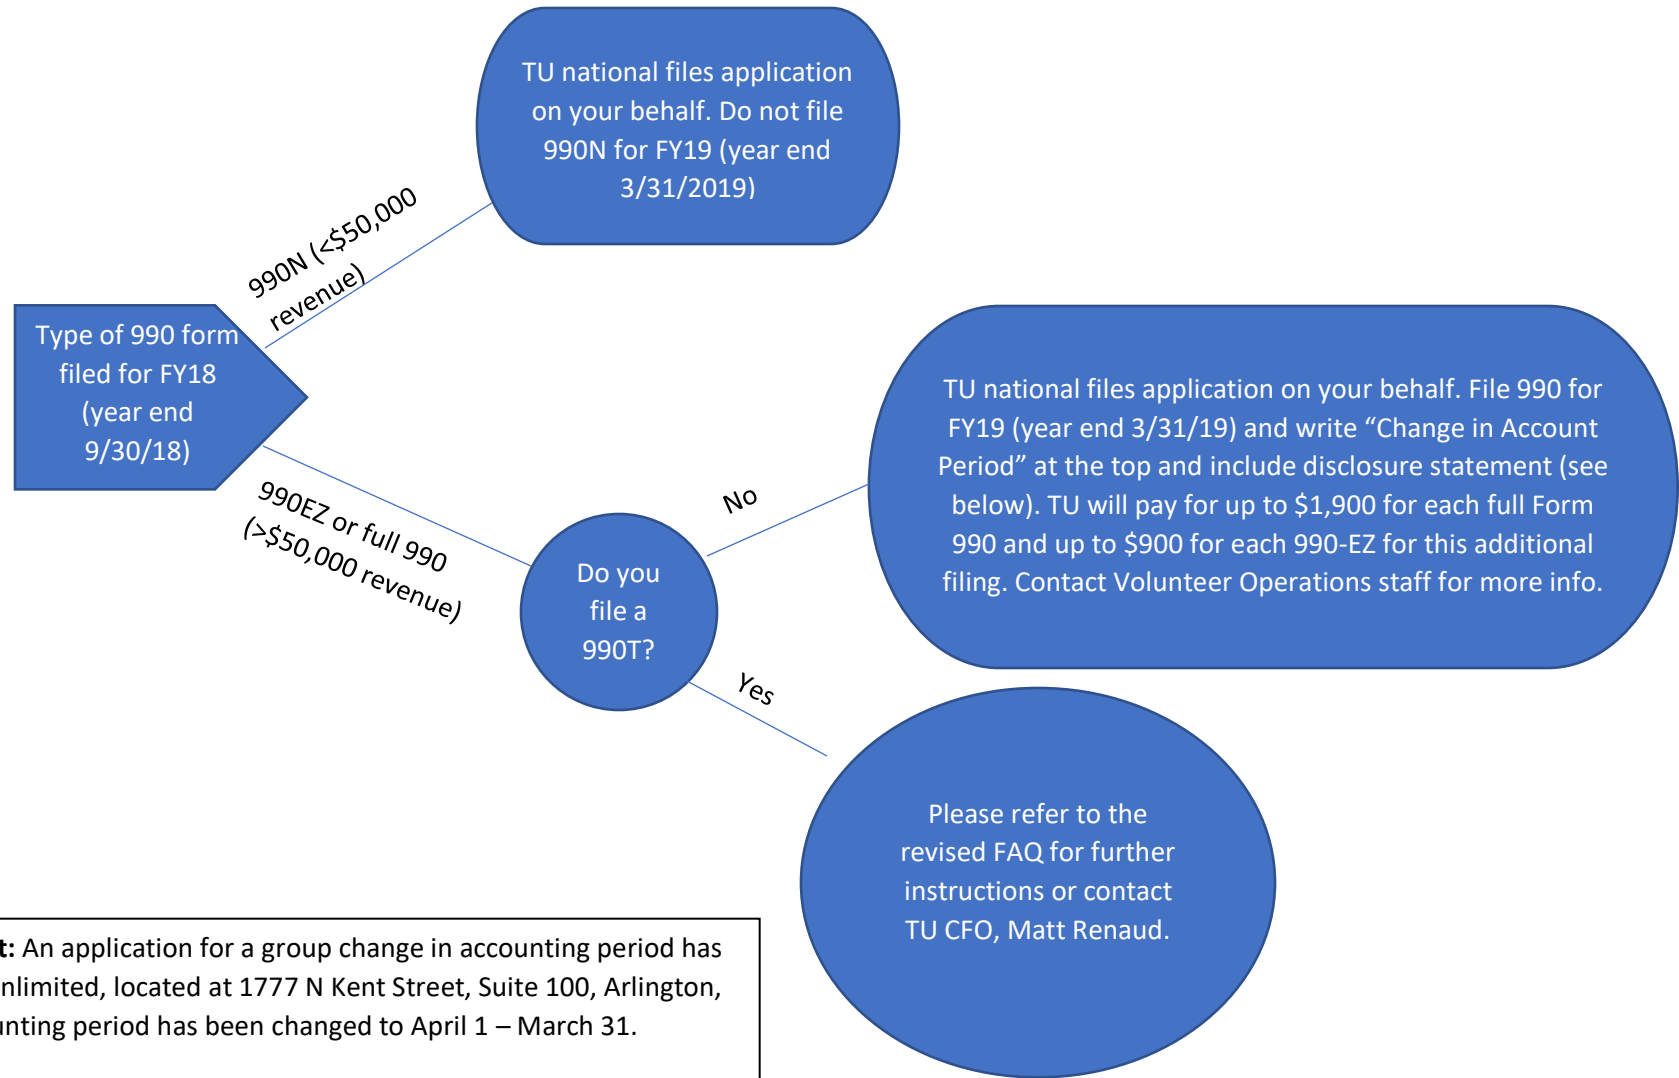 TU national files application
on your behalf. Do not file
990N for FY19 (year end
3/31/2019)
990N (<$50,000
revenue)
Type of 990 form
filed for FY18
(year end
9/30/18)
990EZ or full 990
(>$50,000 revenue)
Do you
file a
990T?
No
TU national files application on your behalf. File 990 for
FY19 (year end 3/31/19) and write “Change in Account
Period” at the top and include disclosure statement (see
below). TU will pay for up to $1,900 for each full Form
990 and up to $900 for each 990-EZ for this additional
filing. Contact Volunteer Operations staff for more info.
Yes
Please refer to the
revised FAQ for further
instructions or contact
TU CFO, Matt Renaud.
t: An application for a group change in accounting period has
nlimited, located at 1777 N Kent Street, Suite 100, Arlington,
unting period has been changed to April 1 – March 31.